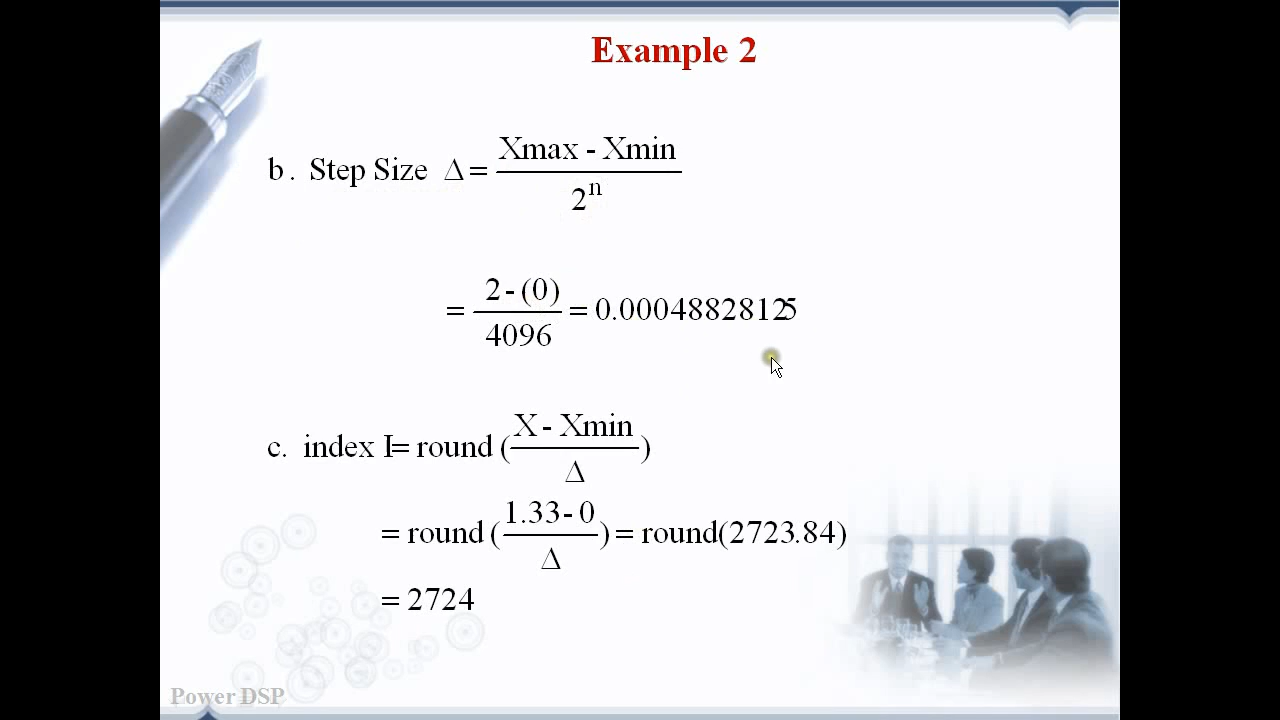 Example 2
b. Step Size Δ = (Xmax - Xmin) / 2^n
= (2 - (0)) / 4096 = 0.00048828125
c. index I = round ((X - Xmin) / Δ)
= round ((1.33 - 0) / Δ) = round(2723.84)
= 2724
Power DSP